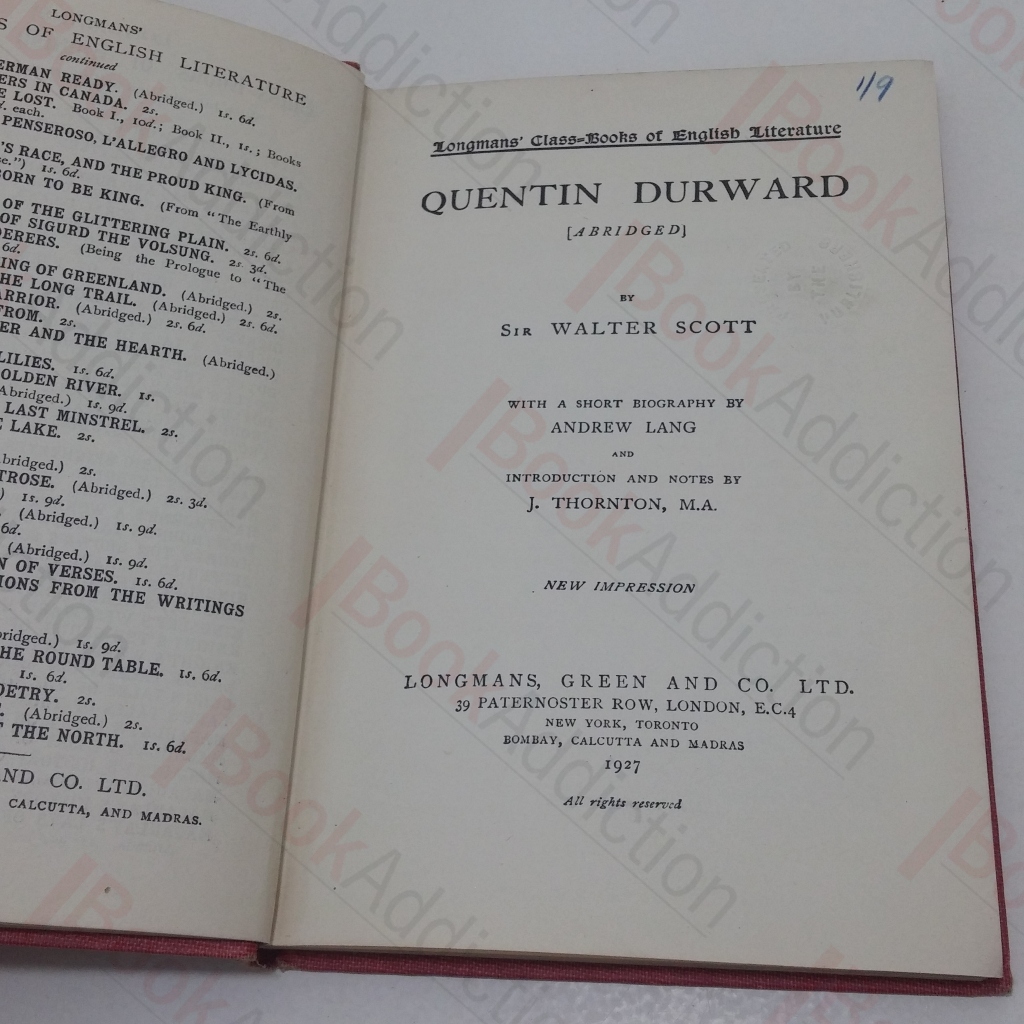 LONGMANS'
S OF ENGLISH LITERATURE
continued
ERMAN READY. (Abridged.) 1s. 6d.
ERS IN CANADA. 2s.
E LOST. Book I., 10d.; Book II., 1s.; Books
d. each.
PENSEROSO, L'ALLEGRO AND LYCIDAS.
'S RACE, AND THE PROUD KING. (From
se.") 1s. 6d.
BORN TO BE KING. (From "The Earthly
OF THE GLITTERING PLAIN. 2s. 6d.
OF SIGURD THE VOLSUNG. 2s. 3d.
DERERS. (Being the Prologue to "The
6d.
ING OF GREENLAND. (Abridged.) 2s.
HE LONG TRAIL. (Abridged.) 2s. 6d.
ARRIOR. (Abridged.) 2s. 6d.
FROM. 2s.
ER AND THE HEARTH. (Abridged.)
LILIES. 1s. 6d.
OLDEN RIVER. 1s.
Abridged.) 1s. 9d.
LAST MINSTREL. 2s.
E LAKE. 2s.
bridged.) 2s.
TROSE. (Abridged.) 2s. 3d.
) 1s. 9d.
(Abridged.) 1s. 9d.
6d.
(Abridged.) 1s. 9d.
N OF VERSES. 1s. 6d.
IONS FROM THE WRITINGS
bridged.) 1s. 9d.
HE ROUND TABLE. 1s. 6d.
1s. 6d.
OETRY. 2s.
. (Abridged.) 2s.
F THE NORTH. 1s. 6d.
AND CO. LTD.
CALCUTTA, AND MADRAS.
1/9
Longmans' Class-Books of English Literature
QUENTIN DURWARD
[ABRIDGED]
BY
SIR WALTER SCOTT
WITH A SHORT BIOGRAPHY BY
ANDREW LANG
AND
INTRODUCTION AND NOTES BY
J. THORNTON, M.A.
NEW IMPRESSION
LONGMANS, GREEN AND CO. LTD.
39 PATERNOSTER ROW, LONDON, E.C.4
NEW YORK, TORONTO
BOMBAY, CALCUTTA AND MADRAS
1927
All rights reserved
BookAddiction